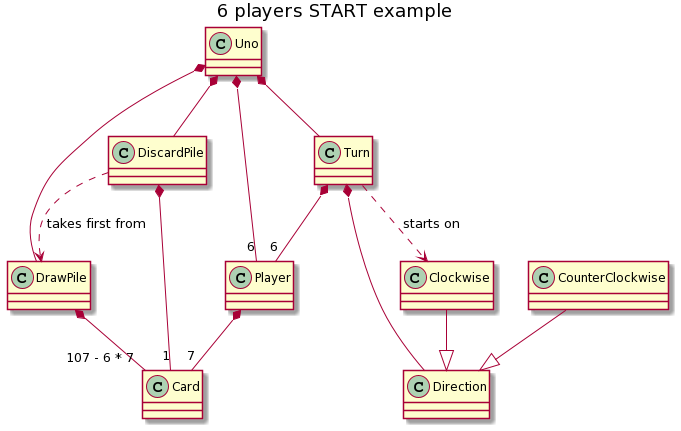 6 players START example
C Uno
C DiscardPile
C Turn
takes first from
starts on
6
6
C DrawPile
C Player
C Clockwise
C CounterClockwise
107 - 6 * 7
1
7
C Card
C Direction